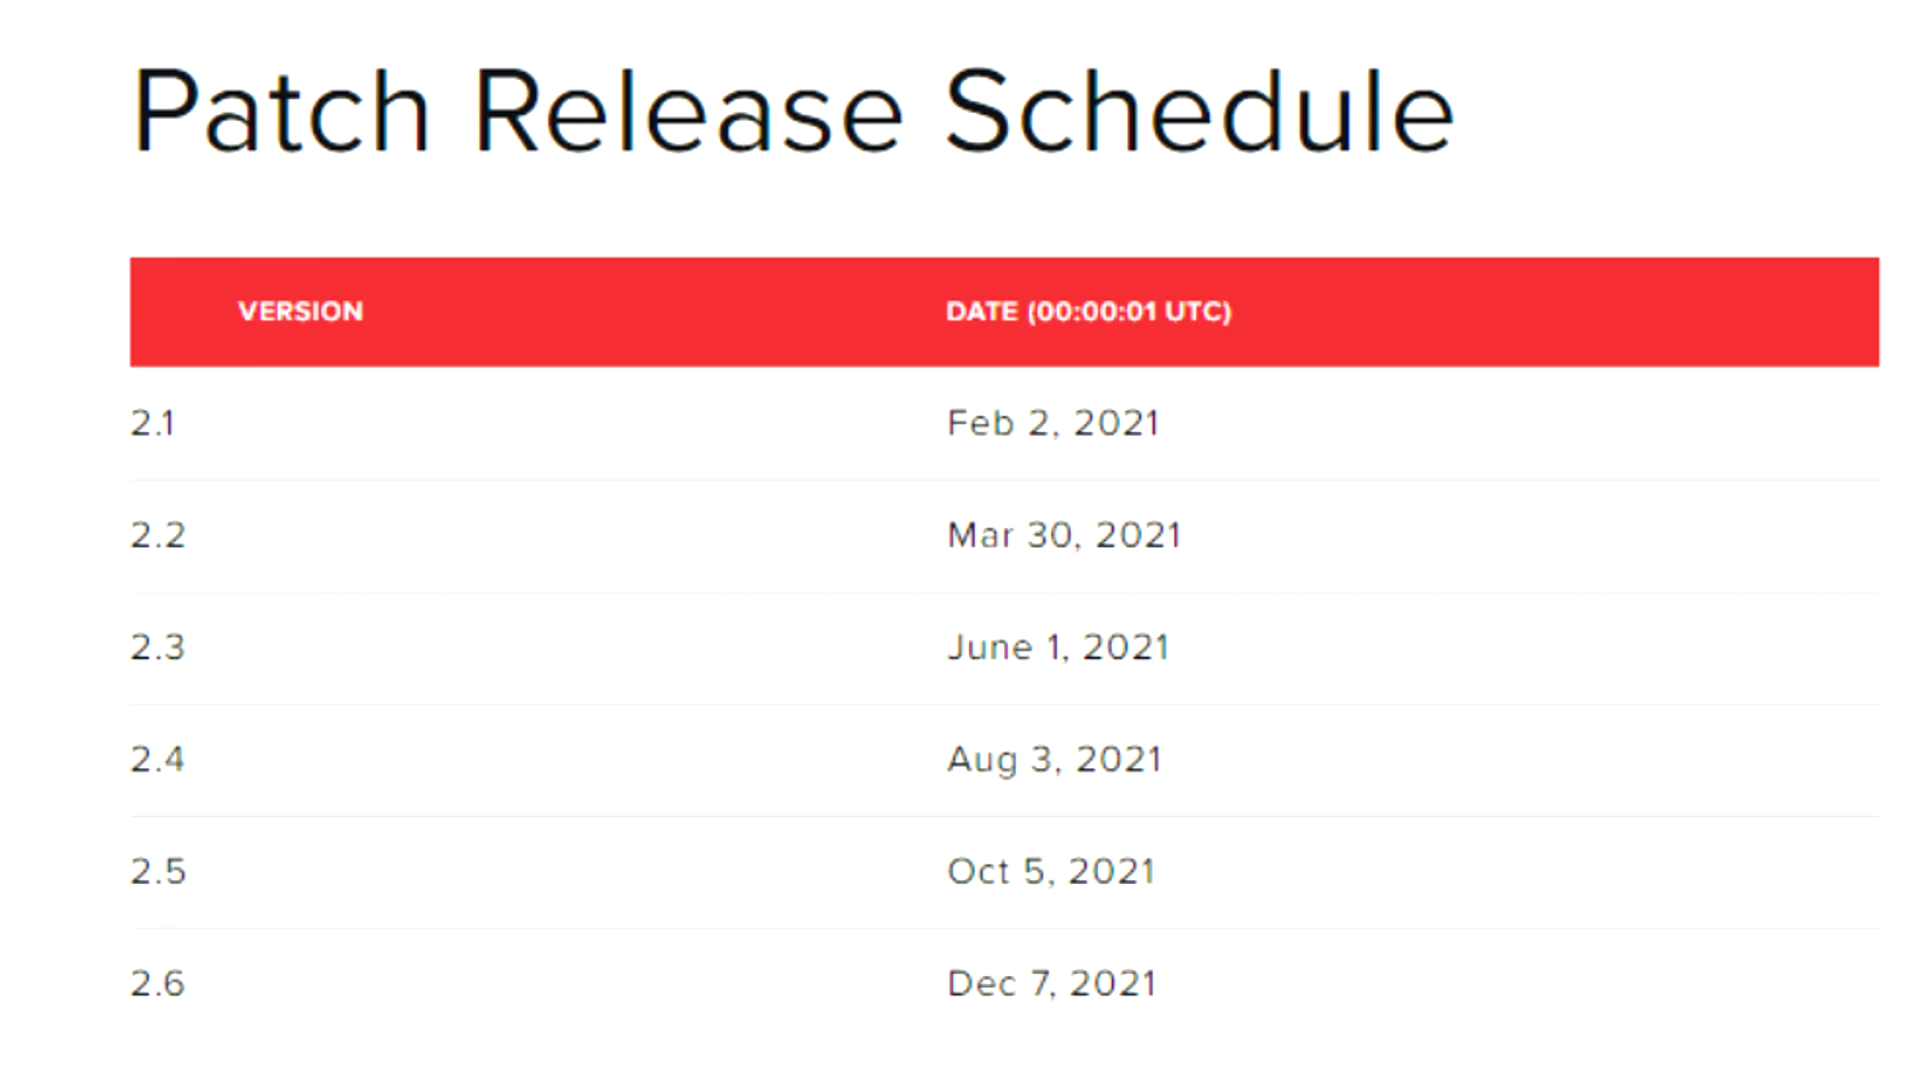 Patch Release Schedule
VERSION DATE (00:00:01 UTC)
2.1 Feb 2, 2021
2.2 Mar 30, 2021
2.3 June 1, 2021
2.4 Aug 3, 2021
2.5 Oct 5, 2021
2.6 Dec 7, 2021